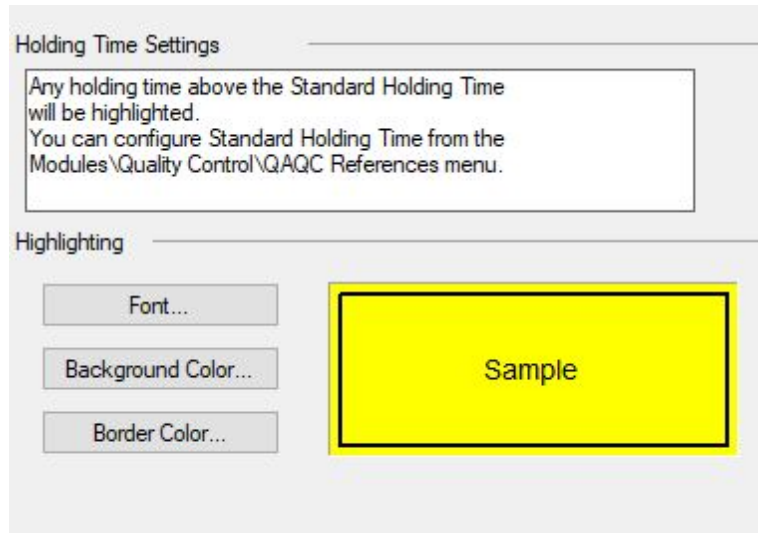 Holding Time Settings
Any holding time above the Standard Holding Time
will be highlighted.
You can configure Standard Holding Time from the
Modules\Quality Control\QAQC References menu.
Highlighting
Font...
Background Color...
Border Color...
Sample